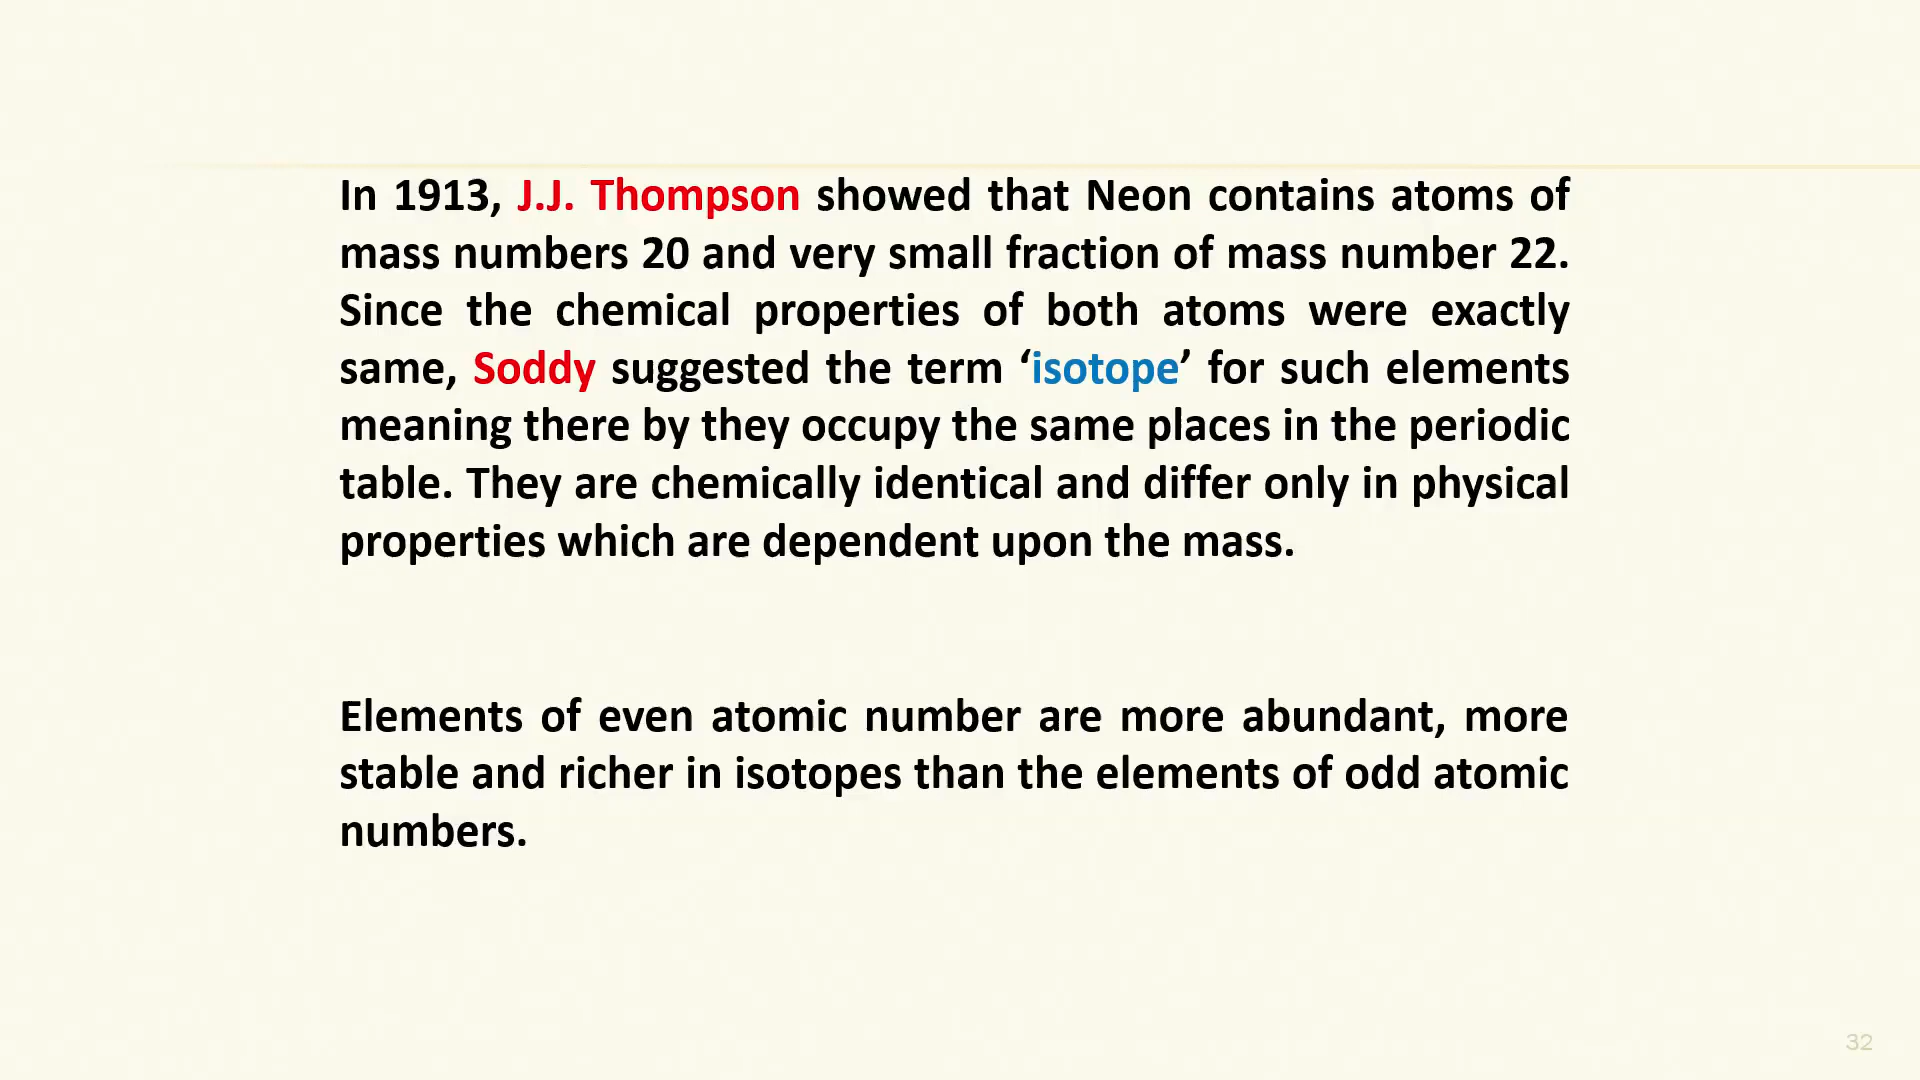 In 1913, J.J. Thompson showed that Neon contains atoms of
mass numbers 20 and very small fraction of mass number 22.
Since the chemical properties of both atoms were exactly
same, Soddy suggested the term ‘isotope’ for such elements
meaning there by they occupy the same places in the periodic
table. They are chemically identical and differ only in physical
properties which are dependent upon the mass.
Elements of even atomic number are more abundant, more
stable and richer in isotopes than the elements of odd atomic
numbers.
32